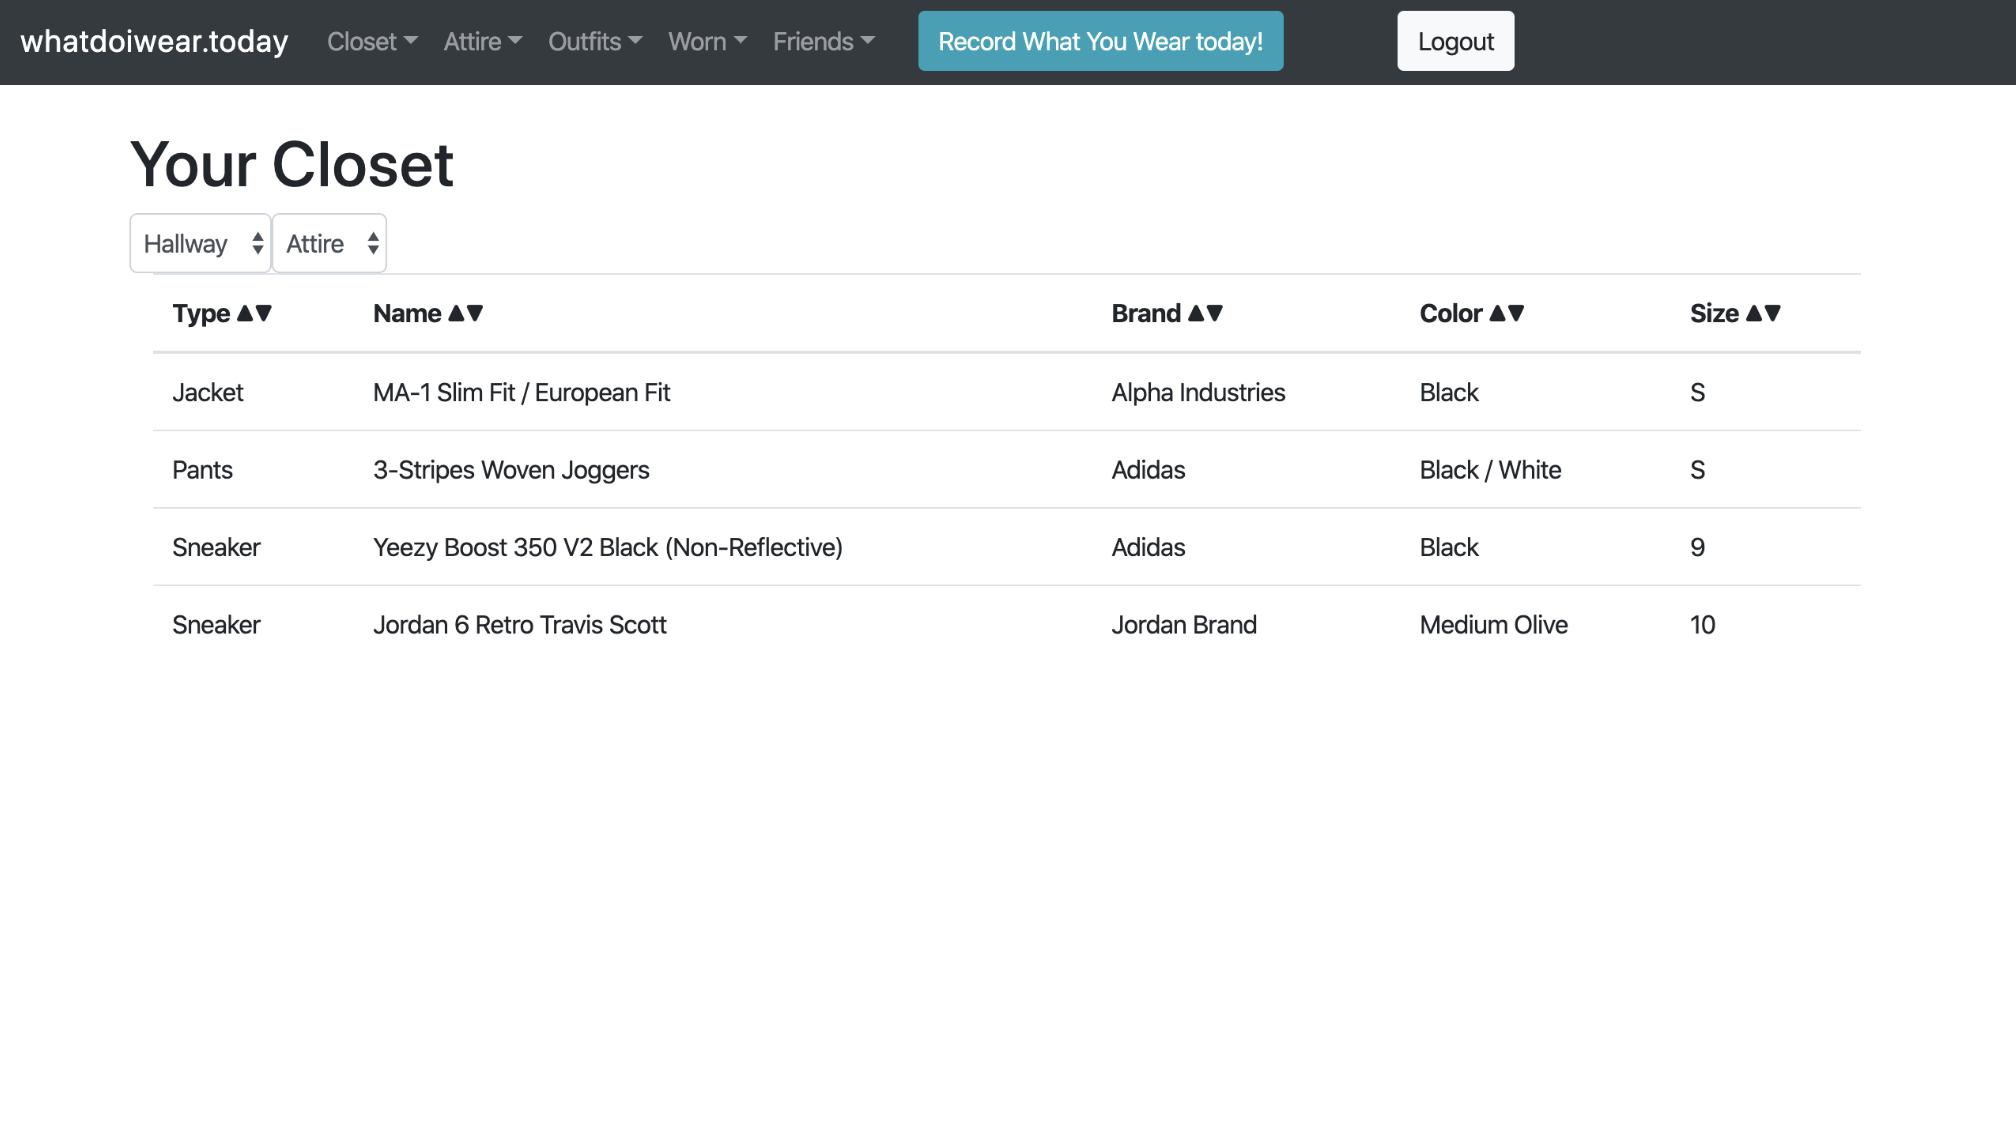 whatdoiwear.today Closet Attire Outfits Worn Friends Record What You Wear today! Logout
Your Closet
Hallway Attire
Type Name Brand Color Size
Jacket MA-1 Slim Fit / European Fit Alpha Industries Black S
Pants 3-Stripes Woven Joggers Adidas Black / White S
Sneaker Yeezy Boost 350 V2 Black (Non-Reflective) Adidas Black 9
Sneaker Jordan 6 Retro Travis Scott Jordan Brand Medium Olive 10